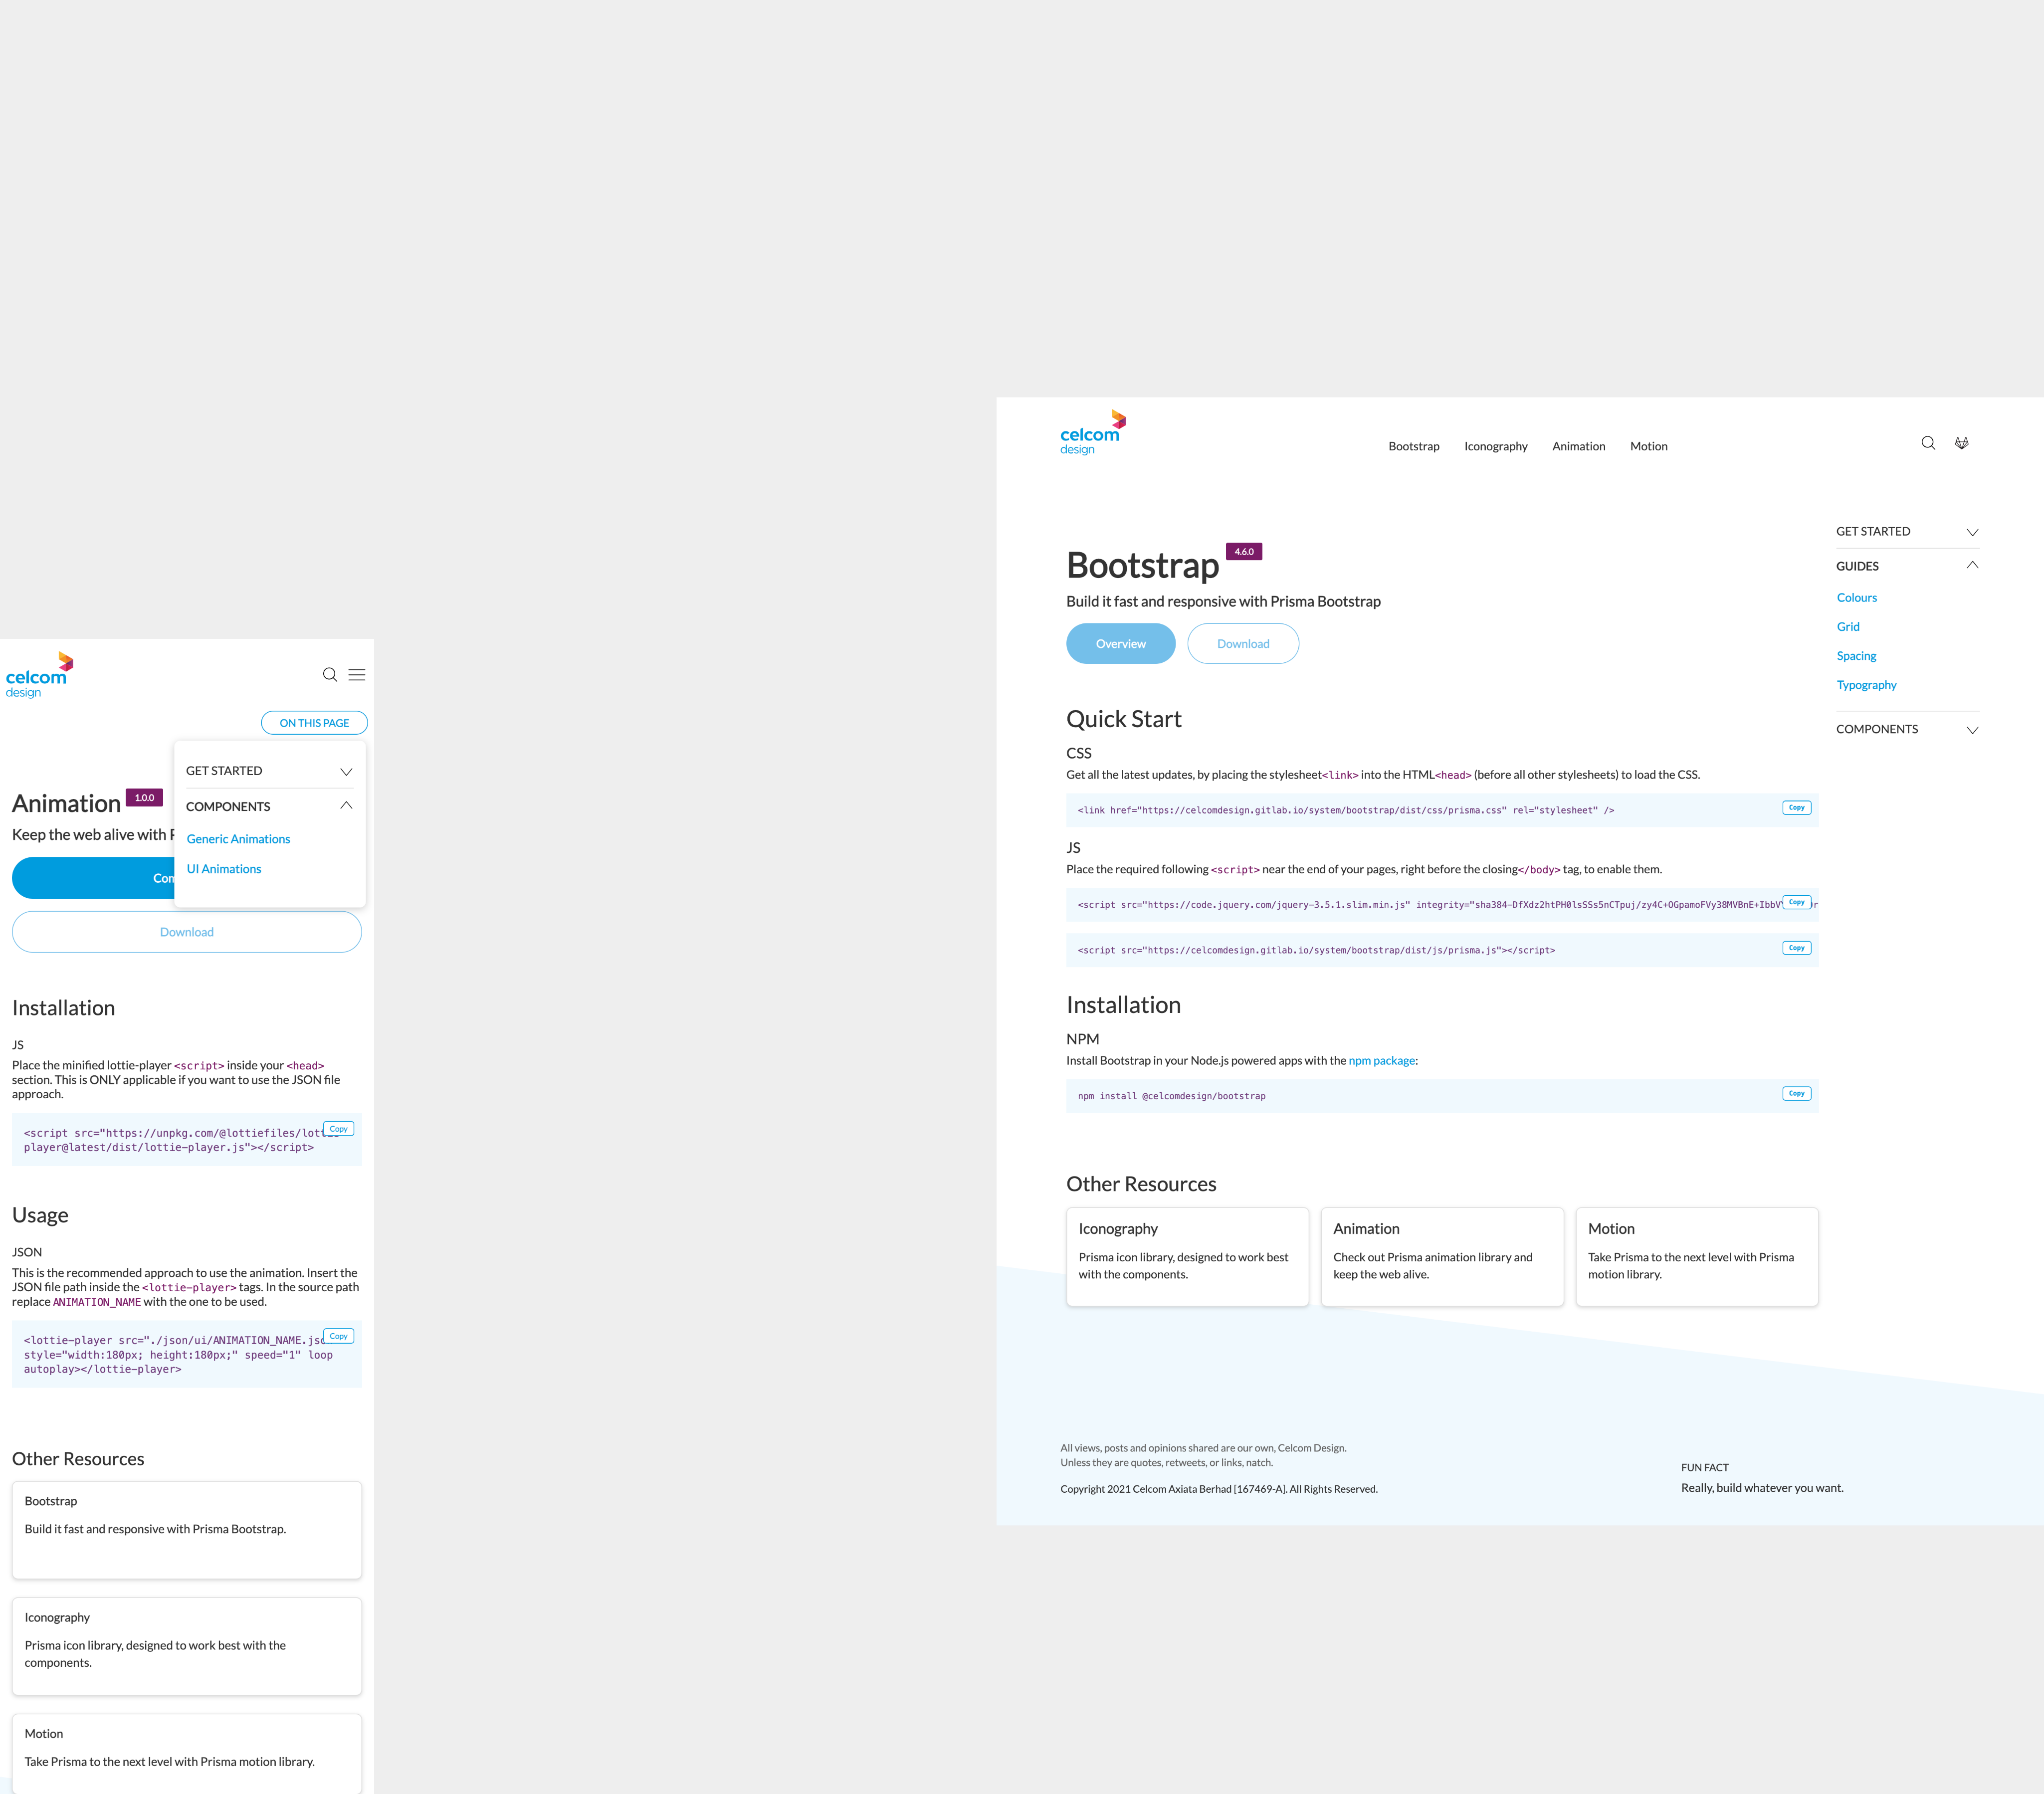 celcom
design
ON THIS PAGE
GET STARTED
COMPONENTS
Generic Animations
UI Animations
Animation 1.0.0
Keep the web alive with
Download
Installation
JS
Place the minified lottie-player <script> inside your <head>
section. This is ONLY applicable if you want to use the JSON file
approach.
Copy
<script src="https://unpkg.com/@lottiefiles/lottie
player@latest/dist/lottie-player.js"></script>
Usage
JSON
This is the recommended approach to use the animation. Insert the
JSON file path inside the <lottie-player> tags. In the source path
replace ANIMATION_NAME with the one to be used.
Copy
<lottie-player src="./json/ui/ANIMATION_NAME.json
style="width:180px; height:180px;" speed="1" loop
autoplay></lottie-player>
Other Resources
Bootstrap
Build it fast and responsive with Prisma Bootstrap.
Iconography
Prisma icon library, designed to work best with the
components.
Motion
Take Prisma to the next level with Prisma motion library.
celcom
design
Bootstrap Iconography Animation Motion
Bootstrap 4.6.0
Build it fast and responsive with Prisma Bootstrap
Overview Download
Quick Start
CSS
Get all the latest updates, by placing the stylesheet<link> into the HTML<head> (before all other stylesheets) to load the CSS.
<link href="https://celcomdesign.gitlab.io/system/bootstrap/dist/css/prisma.css" rel="stylesheet" />
Copy
JS
Place the required following <script> near the end of your pages, right before the closing</body> tag, to enable them.
<script src="https://code.jquery.com/jquery-3.5.1.slim.min.js" integrity="sha384-DfXdz2htPH0lsSSs5nCTpuj/zy4C+OGpamoFVy38MVBnE+IbbV
Copy
<script src="https://celcomdesign.gitlab.io/system/bootstrap/dist/js/prisma.js"></script>
Copy
Installation
NPM
Install Bootstrap in your Node.js powered apps with the npm package:
npm install @celcomdesign/bootstrap
Copy
Other Resources
Iconography
Prisma icon library, designed to work best
with the components.
Animation
Check out Prisma animation library and
keep the web alive.
Motion
Take Prisma to the next level with Prisma
motion library.
GET STARTED
GUIDES
Colours
Grid
Spacing
Typography
COMPONENTS
All views, posts and opinions shared are our own, Celcom Design.
Unless they are quotes, retweets, or links, natch.
Copyright 2021 Celcom Axiata Berhad [167469-A]. All Rights Reserved.
FUN FACT
Really, build whatever you want.